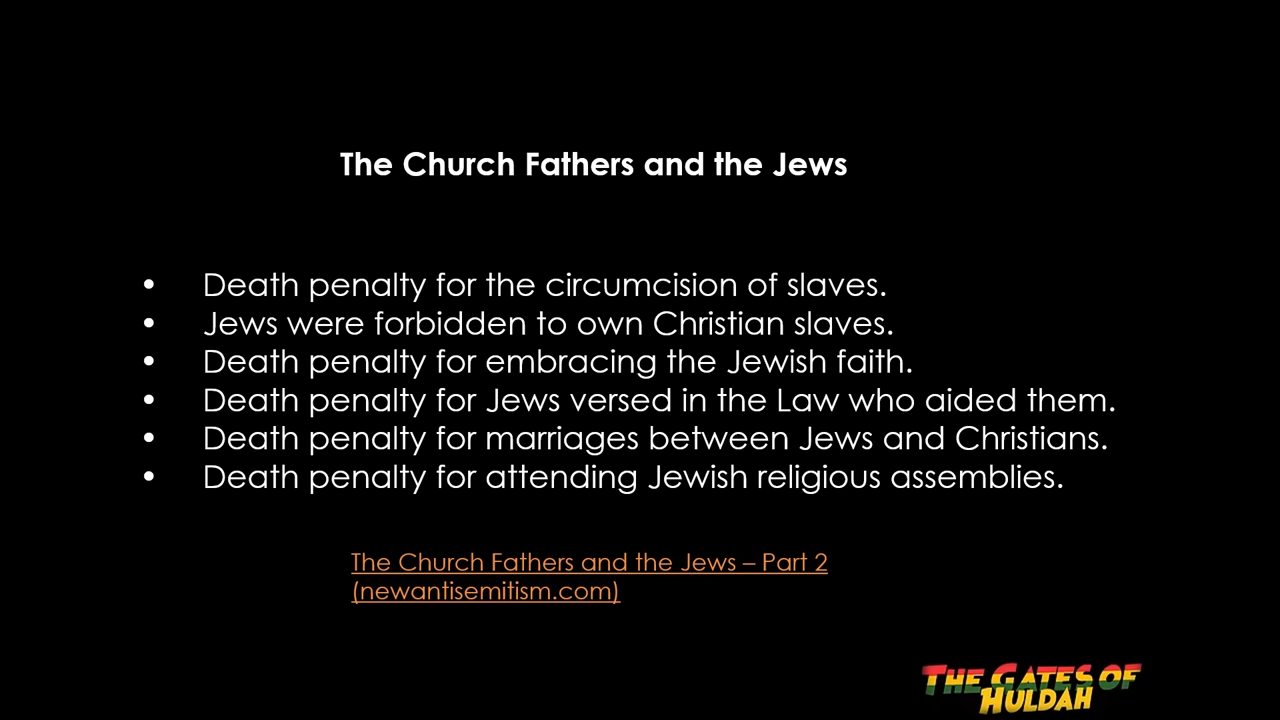 The Church Fathers and the Jews
• Death penalty for the circumcision of slaves.
• Jews were forbidden to own Christian slaves.
• Death penalty for embracing the Jewish faith.
• Death penalty for Jews versed in the Law who aided them.
• Death penalty for marriages between Jews and Christians.
• Death penalty for attending Jewish religious assemblies.
The Church Fathers and the Jews – Part 2
(newantisemitism.com)
The Gates of
Huldah